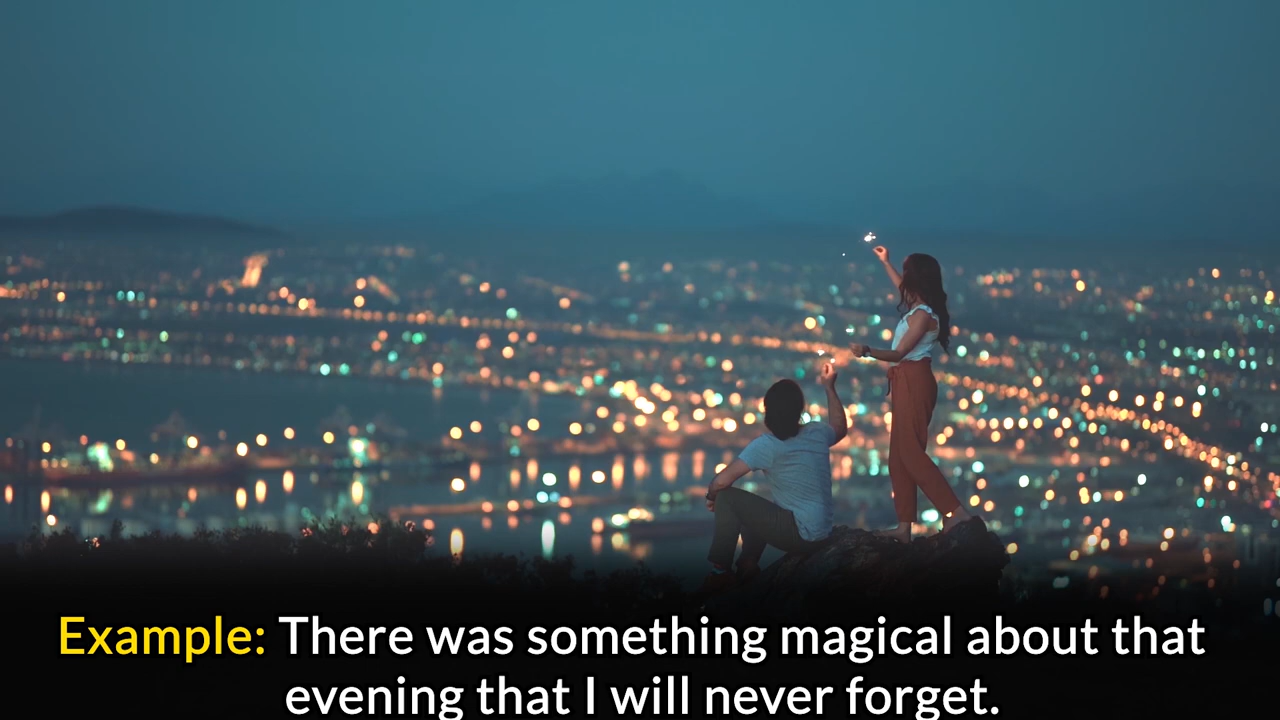 Example: There was something magical about that
evening that I will never forget.